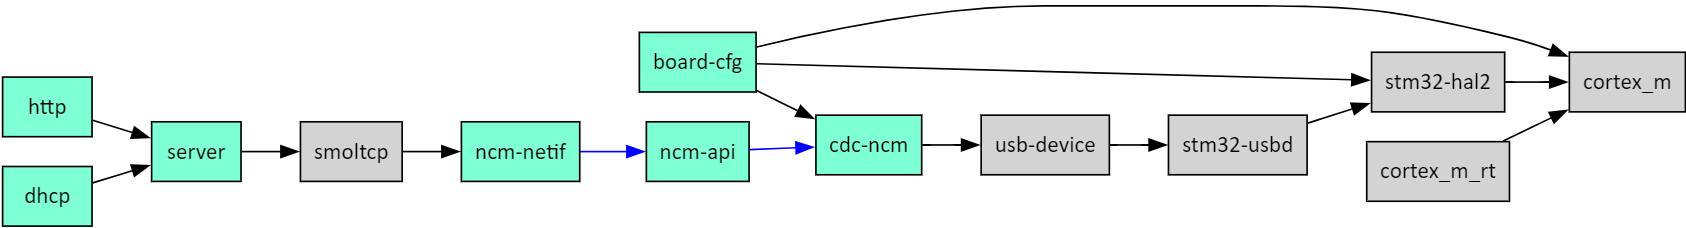 http
dhcp
server
smoltcp
ncm-netif
ncm-api
board-cfg
cdc-ncm
usb-device
stm32-usbd
stm32-hal2
cortex_m_rt
cortex_m